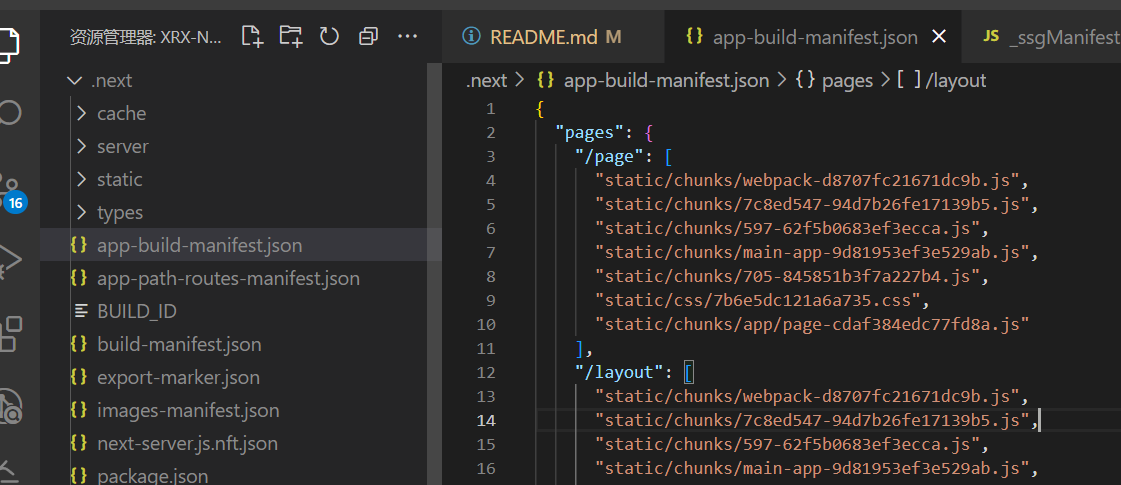 资源管理器: XRX-N...
.next
cache
server
static
types
app-build-manifest.json
app-path-routes-manifest.json
BUILD_ID
build-manifest.json
export-marker.json
images-manifest.json
next-server.js.nft.json
package.json
16
README.md M
{} app-build-manifest.json
JS _ssgManifest
.next > {} app-build-manifest.json > {} pages > [ ] /layout
1 {
2 "pages": {
3 "/page": [
4 "static/chunks/webpack-d8707fc21671dc9b.js",
5 "static/chunks/7c8ed547-94d7b26fe17139b5.js",
6 "static/chunks/597-62f5b0683ef3ecca.js",
7 "static/chunks/main-app-9d81953ef3e529ab.js",
8 "static/chunks/705-845851b3f7a227b4.js",
9 "static/css/7b6e5dc121a6a735.css",
10 "static/chunks/app/page-cdaf384edc77fd8a.js"
11 ],
12 "/layout": [
13 "static/chunks/webpack-d8707fc21671dc9b.js",
14 "static/chunks/7c8ed547-94d7b26fe17139b5.js",
15 "static/chunks/597-62f5b0683ef3ecca.js",
16 "static/chunks/main-app-9d81953ef3e529ab.js",